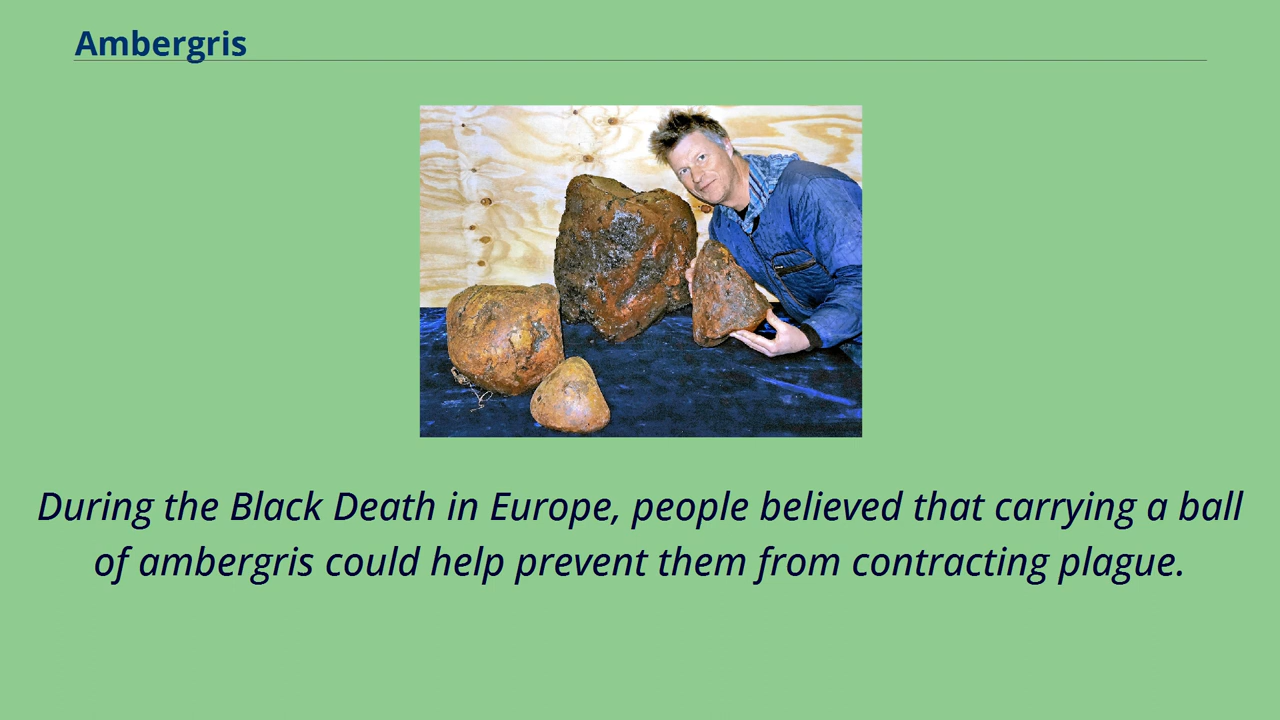 Ambergris
During the Black Death in Europe, people believed that carrying a ball
of ambergris could help prevent them from contracting plague.